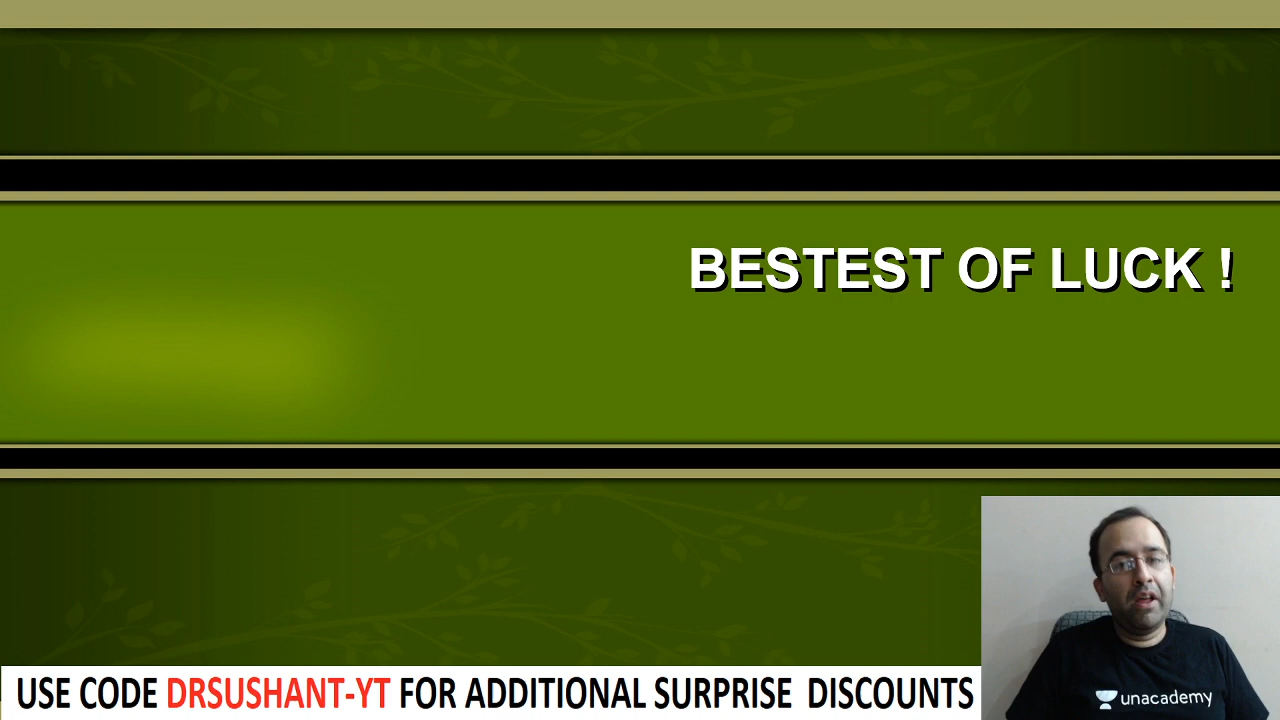 BESTEST OF LUCK !
unacademy
USE CODE DRSUSHANT-YT FOR ADDITIONAL SURPRISE DISCOUNTS